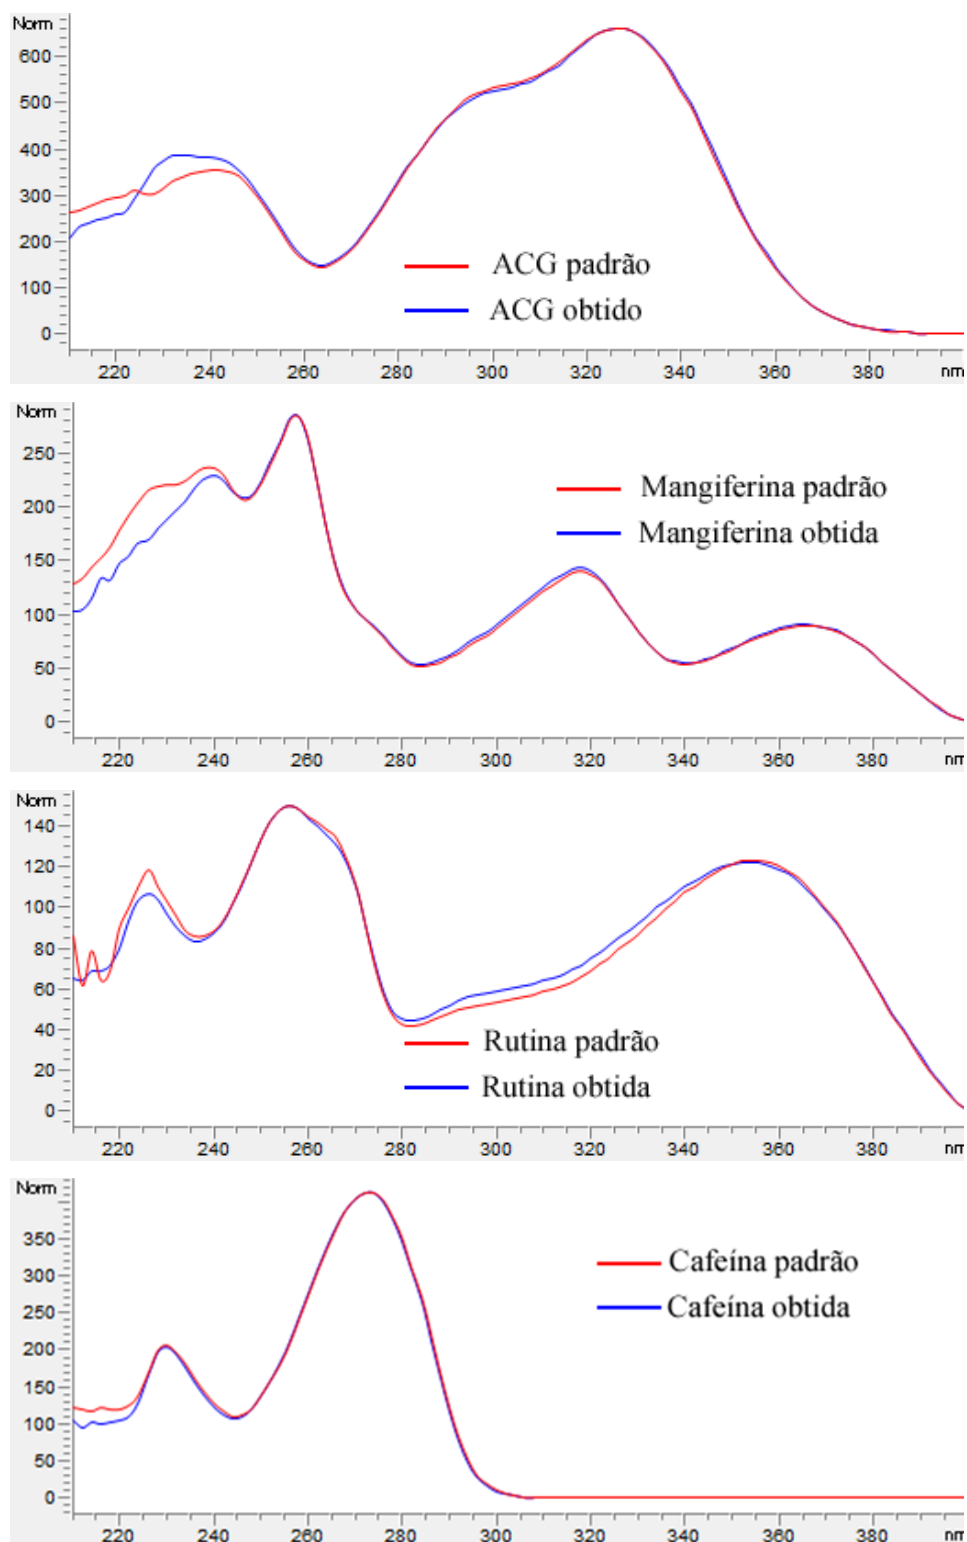 Norm
600
500
400
300
200
100
0
ACG padrão
ACG obtido
220 240 260 280 300 320 340 360 380 nm
Norm
250
200
150
100
50
0
Mangiferina padrão
Mangiferina obtida
220 240 260 280 300 320 340 360 380 nm
Norm
140
120
100
80
60
40
20
0
Rutina padrão
Rutina obtida
220 240 260 280 300 320 340 360 380 nm
Norm
350
300
250
200
150
100
50
0
Cafeína padrão
Cafeína obtida
220 240 260 280 300 320 340 360 380 nm